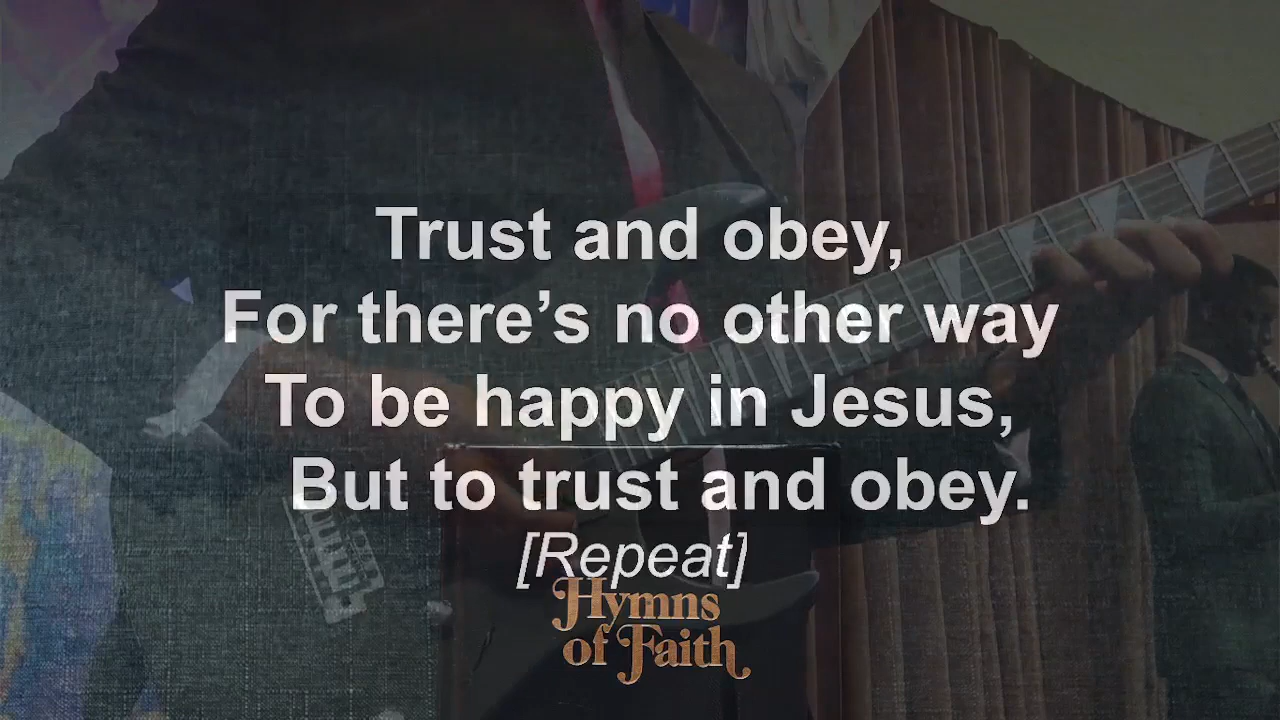 Trust and obey,
For there’s no other way
To be happy in Jesus,
But to trust and obey.
[Repeat]
Hymns
of Faith